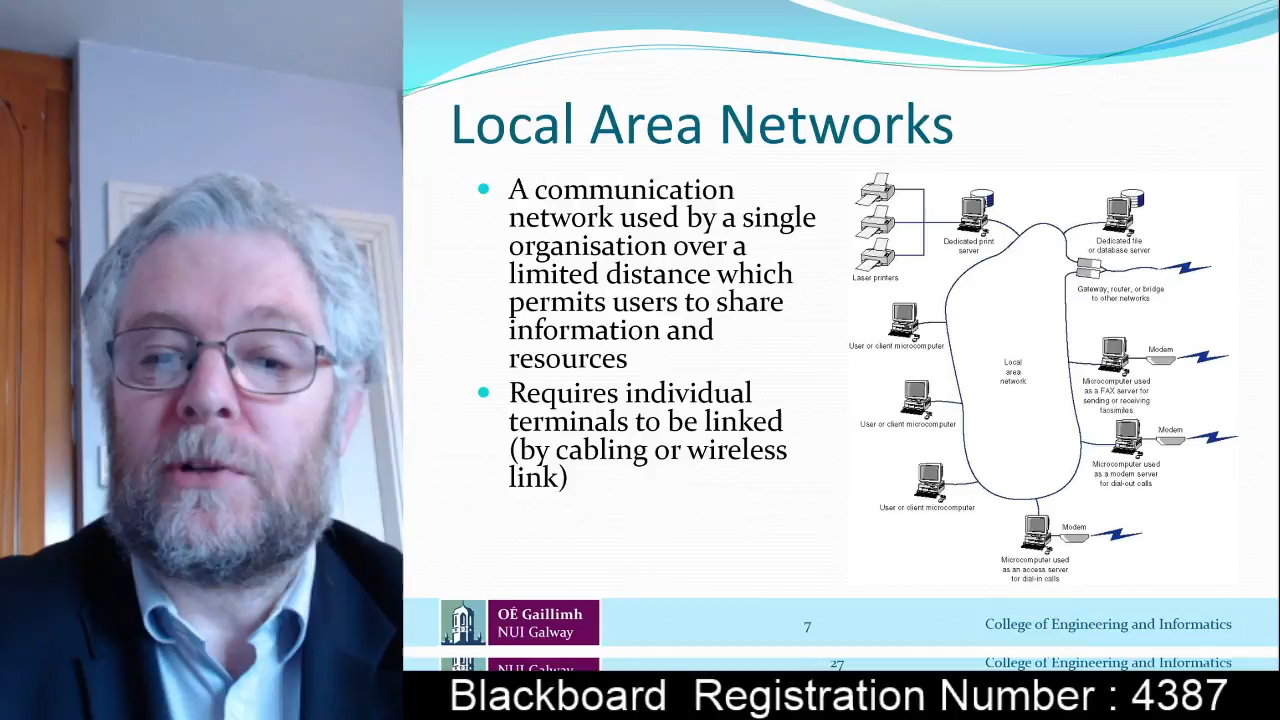 Local Area Networks
• A communication
network used by a single
organisation over a
limited distance which
permits users to share
information and
resources
• Requires individual
terminals to be linked
(by cabling or wireless
link)
Laser printers
Dedicated print
server
Dedicated file
or database server
Gateway, router, or bridge
to other networks
User or client microcomputer
Local
area
network
Modem
Microcomputer used
as a FAX server for
sending or receiving
facsimiles
User or client microcomputer
Modem
Microcomputer used
as a modem server
for dial-out calls
User or client microcomputer
Modem
Microcomputer used
as an access server
for dial-in calls
OÉ Gaillimh
NUI Galway
7
College of Engineering and Informatics
NUI Galway
27
College of Engineering and Informatics
Blackboard Registration Number : 4387